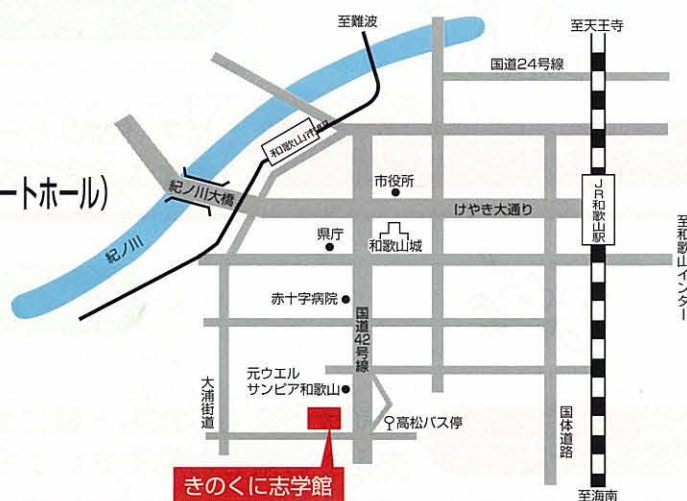 至難波
至天王寺
国道24号線
和歌山市駅
ートホール)
紀ノ川大橋
市役所
けやき大通り
JR和歌山駅
紀ノ川
県庁
和歌山城
至和歌山インター
赤十字病院
国道42号線
元ウエル
サンピア和歌山
大浦街道
高松バス停
国体道路
きのくに志学館
至海南